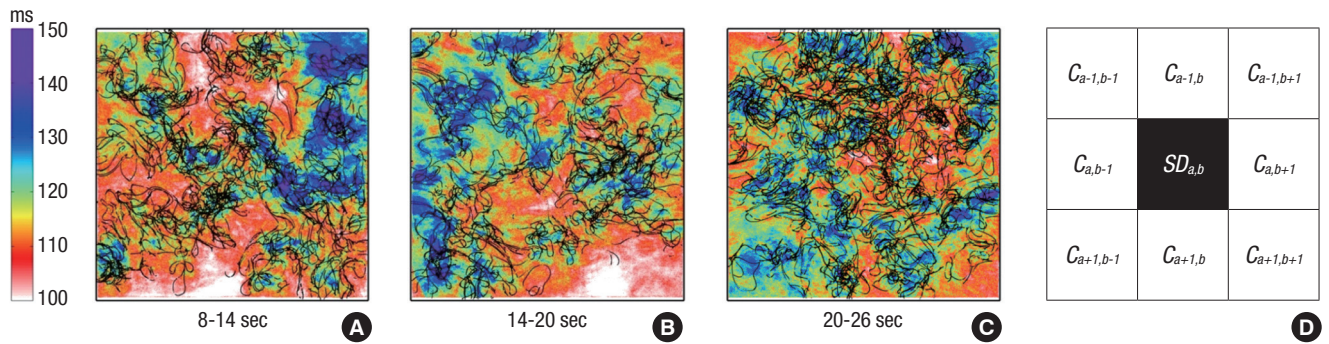 ms
150
140
130
120
110
100
8-14 sec
A
14-20 sec
B
20-26 sec
C
Ca-1,b-1 Ca-1,b Ca-1,b+1
Ca,b-1 SDa,b Ca,b+1
Ca+1,b-1 Ca+1,b Ca+1,b+1
D